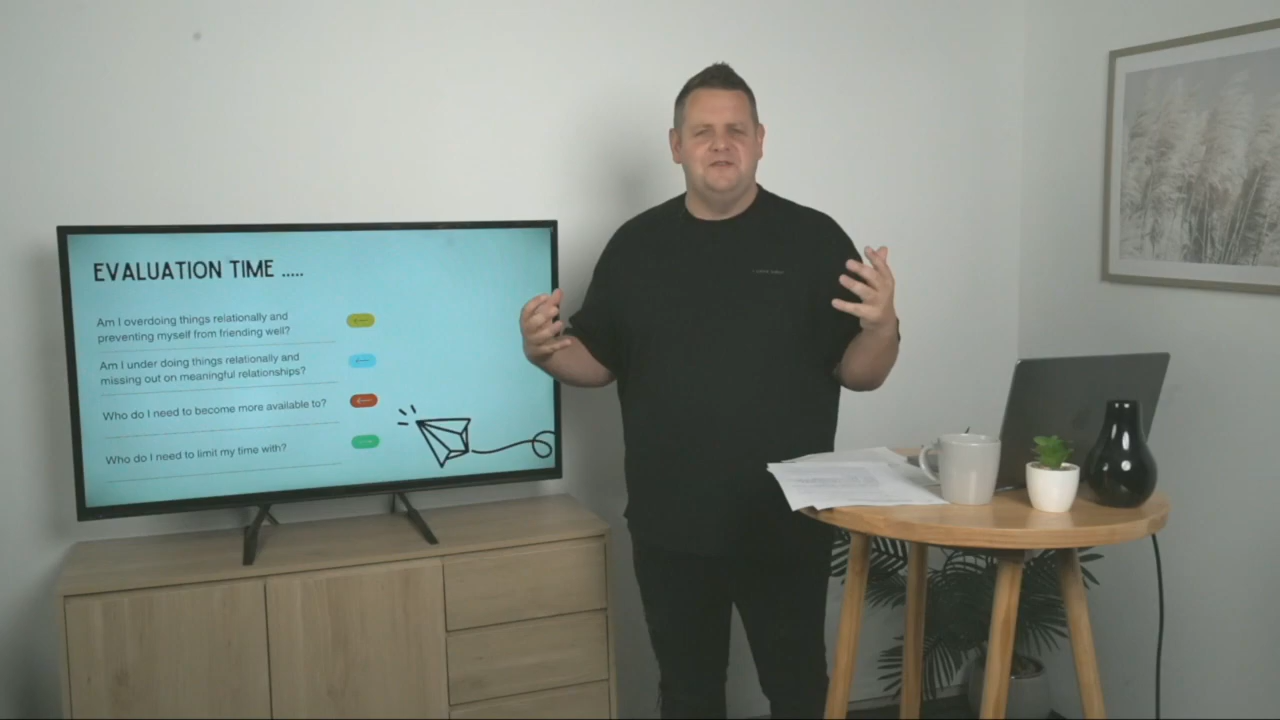 EVALUATION TIME .....
Am I overdoing things relationally and
preventing myself from friending well?
Am I under doing things relationally and
missing out on meaningful relationships?
Who do I need to become more available to?
Who do I need to limit my time with?